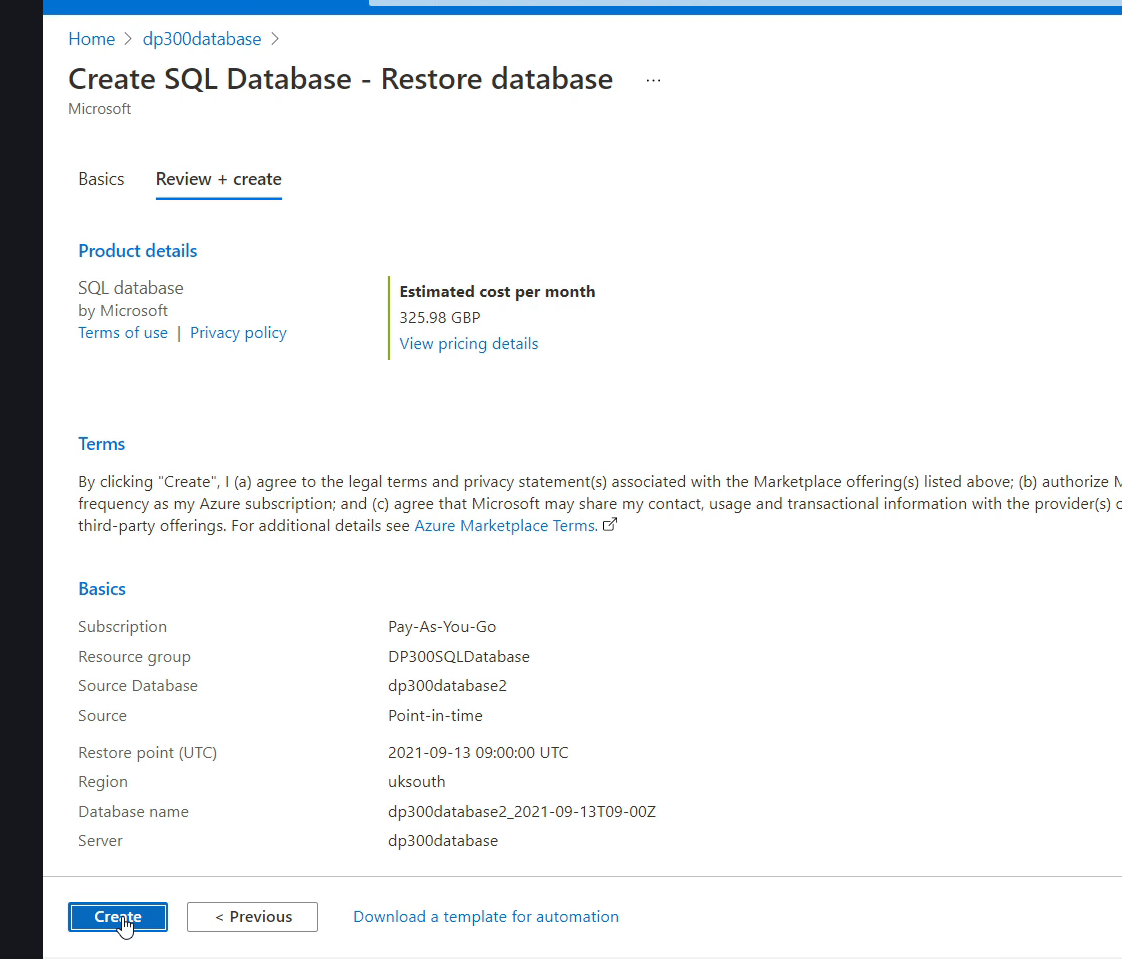 Home > dp300database >
Create SQL Database - Restore database ...
Microsoft
Basics Review + create
Product details
SQL database
by Microsoft
Terms of use | Privacy policy
Estimated cost per month
325.98 GBP
View pricing details
Terms
By clicking "Create", I (a) agree to the legal terms and privacy statement(s) associated with the Marketplace offering(s) listed above; (b) authorize M
frequency as my Azure subscription; and (c) agree that Microsoft may share my contact, usage and transactional information with the provider(s) o
third-party offerings. For additional details see Azure Marketplace Terms.
Basics
Subscription Pay-As-You-Go
Resource group DP300SQLDatabase
Source Database dp300database2
Source Point-in-time
Restore point (UTC) 2021-09-13 09:00:00 UTC
Region uksouth
Database name dp300database2_2021-09-13T09-00Z
Server dp300database
Create < Previous Download a template for automation